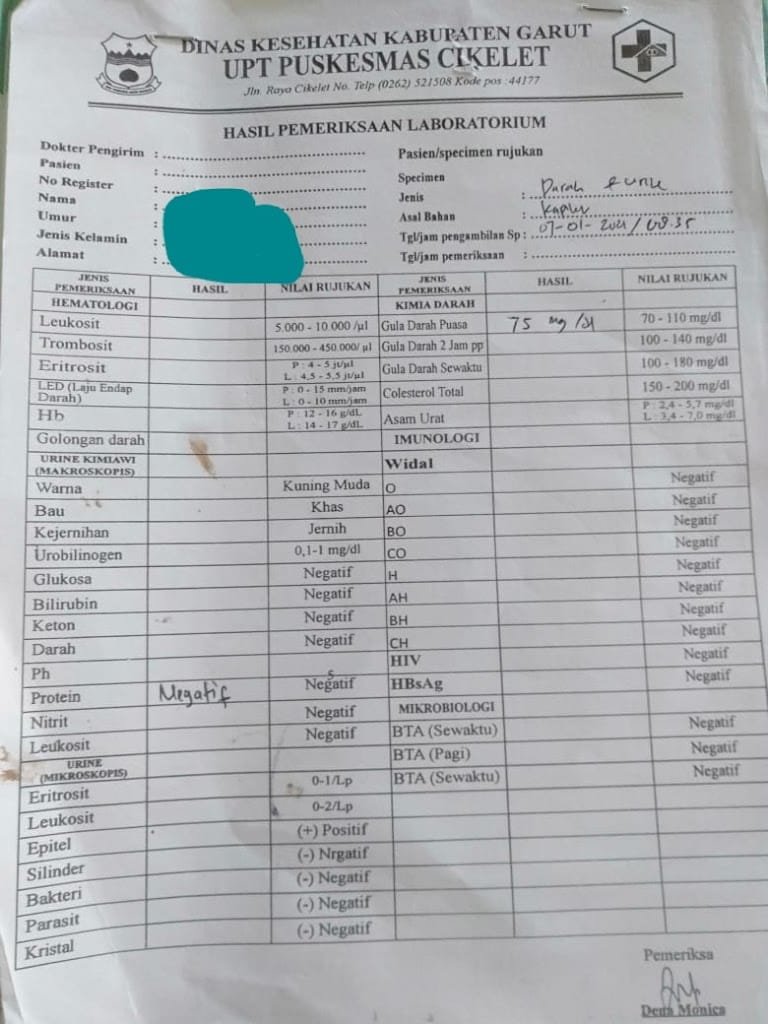 DINAS KESEHATAN KABUPATEN GARUT
UPT PUSKESMAS CIKELET
Jln. Raya Cikelet No. Telp (0262) 521508 Kode pos :44177
HASIL PEMERIKSAAN LABORATORIUM
Dokter Pengirim :
Pasien :
No Register :
Nama :
Umur :
Jenis Kelamin :
Alamat :
Pasien/specimen rujukan
Specimen
Jenis : Darah & urine
Asal Bahan : Kapiler
Tgl/jam pengambilan Sp : 07-01-2021/08.35
Tgl/jam pemeriksaan :
JENIS PEMERIKSAAN HASIL NILAI RUJUKAN JENIS PEMERIKSAAN HASIL NILAI RUJUKAN
HEMATOLOGI KIMIA DARAH
Leukosit 5.000 - 10.000 /µl Gula Darah Puasa 75 mg/dl 70 - 110 mg/dl
Trombosit 150.000 - 450.000/ µl Gula Darah 2 Jam pp 100 - 140 mg/dl
Eritrosit P : 4 - 5 jt/µl L : 4,5 - 5,5 jt/µl Gula Darah Sewaktu 100 - 180 mg/dl
LED (Laju Endap Darah) P : 0 - 15 mm/jam L : 0 - 10 mm/jam Colesterol Total 150 - 200 mg/dl
Hb P : 12 - 16 g/dL L : 14 - 17 g/dL Asam Urat P : 2,4 - 5,7 mg/dl L : 3,4 - 7,0 mg/dl
Golongan darah IMUNOLOGI
URINE KIMIAWI (MAKROSKOPIS) Widal
Warna Kuning Muda O Negatif
Bau Khas AO Negatif
Kejernihan Jernih BO Negatif
Urobilinogen 0,1-1 mg/dl CO Negatif
Glukosa Negatif H Negatif
Bilirubin Negatif AH Negatif
Keton Negatif BH Negatif
Darah Negatif CH Negatif
Ph 5 HIV Negatif
Protein Negatif Negatif HBsAg Negatif
Nitrit Negatif MIKROBIOLOGI
Leukosit Negatif BTA (Sewaktu) Negatif
URINE (MIKROSKOPIS) BTA (Pagi) Negatif
Eritrosit 0-1/Lp BTA (Sewaktu) Negatif
Leukosit 0-2/Lp
Epitel (+) Positif
Silinder (-) Nrgatif
Bakteri (-) Negatif
Parasit (-) Negatif
Kristal (-) Negatif
Pemeriksa
Dena Monica